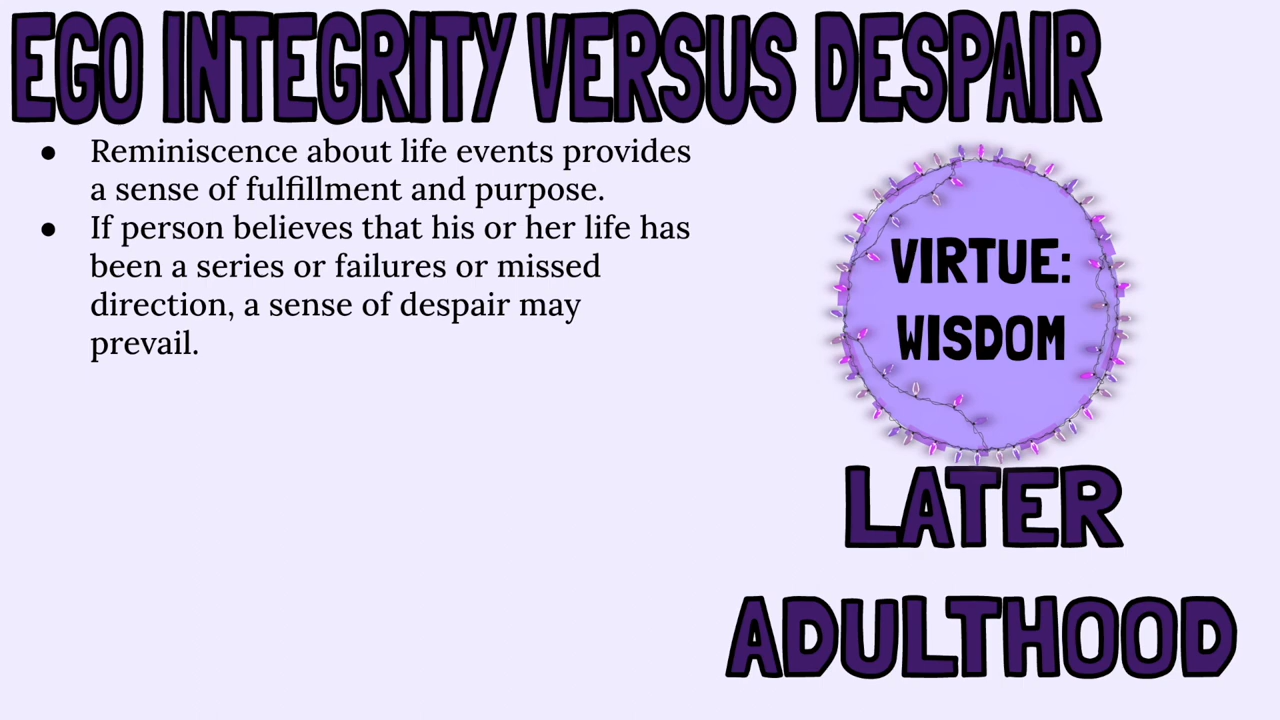 EGO INTEGRITY VERSUS DESPAIR
● Reminiscence about life events provides
a sense of fulfillment and purpose.
● If person believes that his or her life has
been a series or failures or missed
direction, a sense of despair may
prevail.
VIRTUE:
WISDOM
LATER
ADULTHOOD